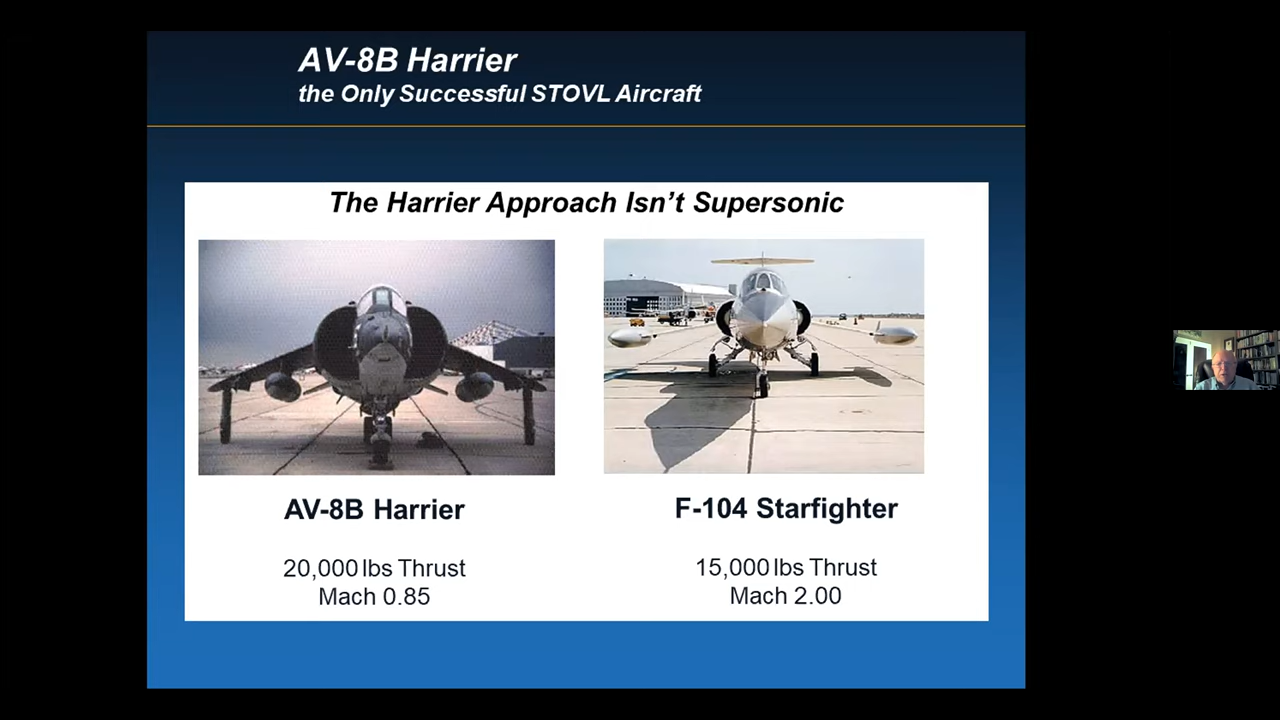 AV-8B Harrier
the Only Successful STOVL Aircraft
The Harrier Approach Isn't Supersonic
AV-8B Harrier
20,000 lbs Thrust
Mach 0.85
F-104 Starfighter
15,000 lbs Thrust
Mach 2.00